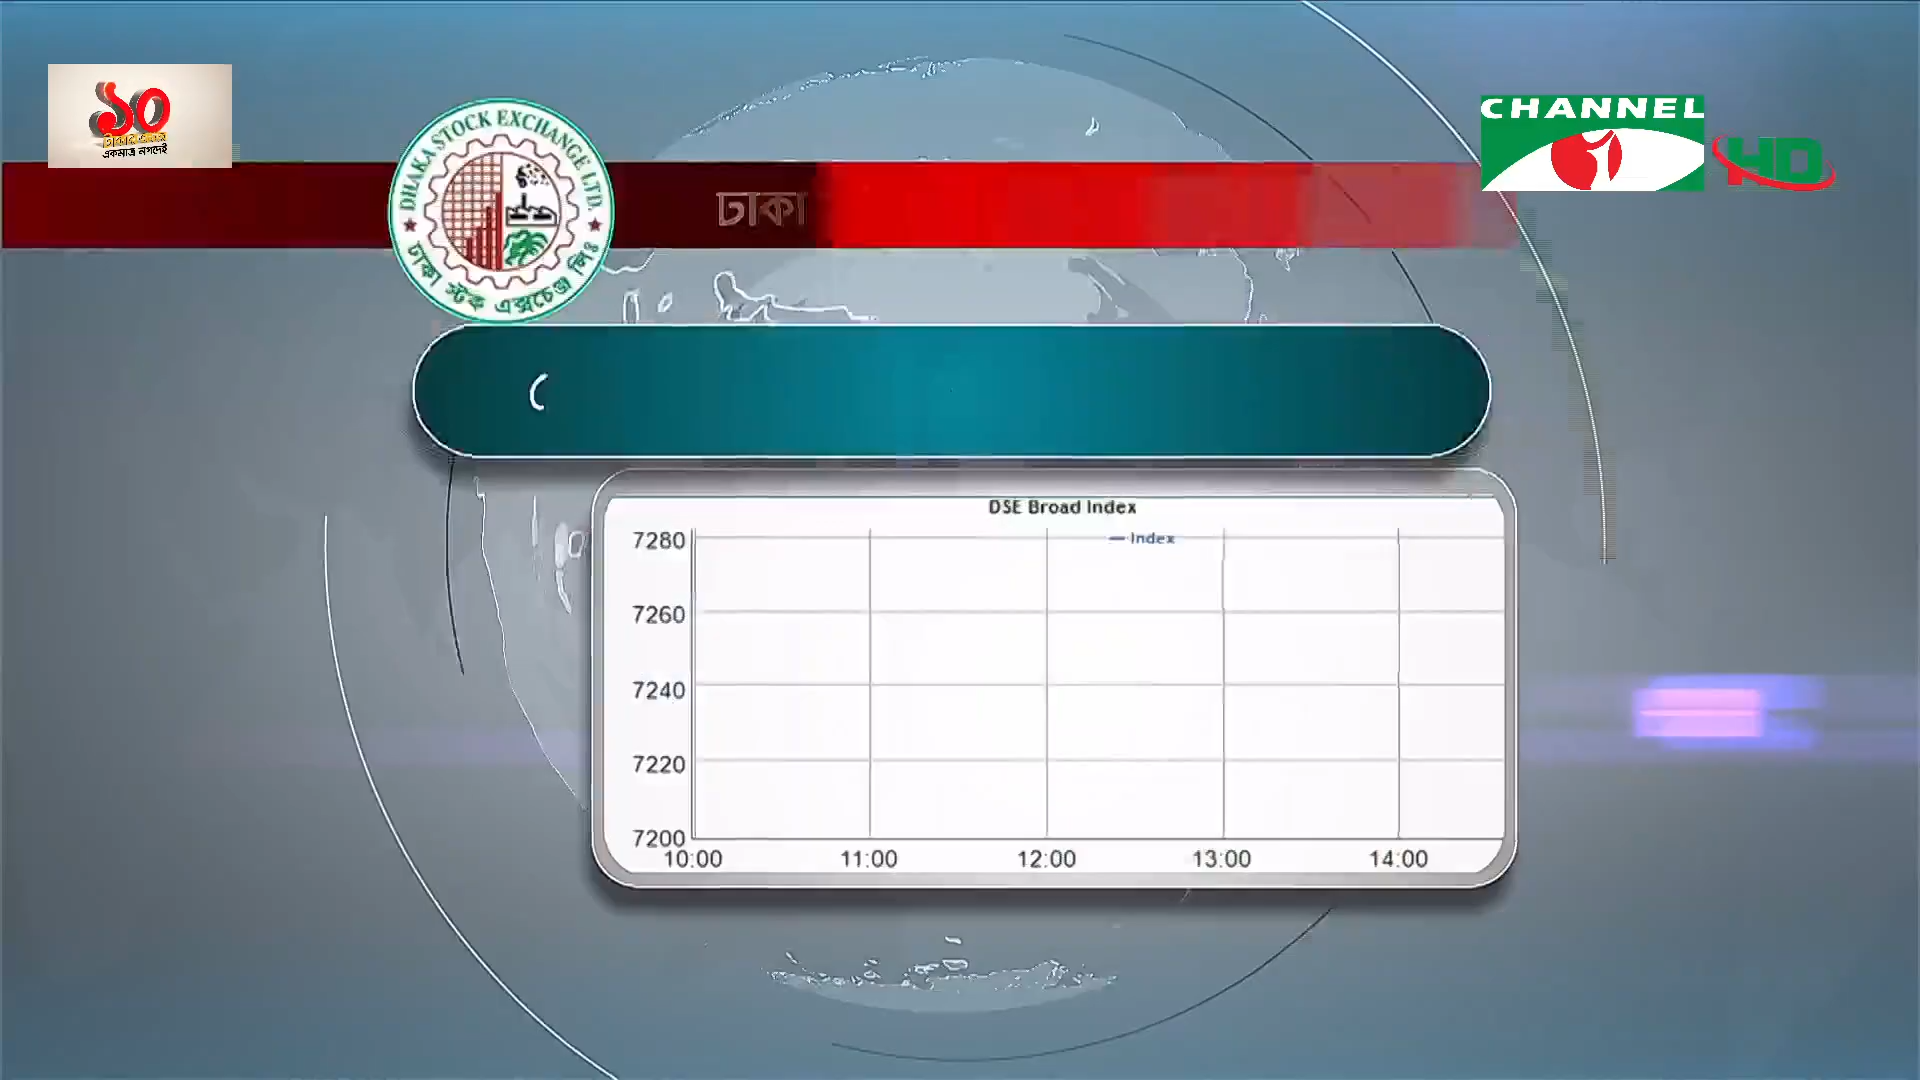 ১০
একমাত্র নগদেই
CHANNEL
HD
DHAKA STOCK EXCHANGE LTD.
ঢাকা স্টক এক্সচেঞ্জ লিঃ
ঢাকা
DSE Broad Index
Index
7280
7260
7240
7220
7200
10:00 11:00 12:00 13:00 14:00